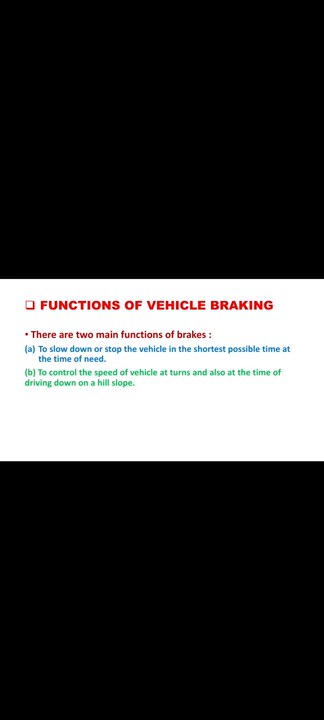 ❑ FUNCTIONS OF VEHICLE BRAKING
• There are two main functions of brakes :
(a) To slow down or stop the vehicle in the shortest possible time at
the time of need.
(b) To control the speed of vehicle at turns and also at the time of
driving down on a hill slope.